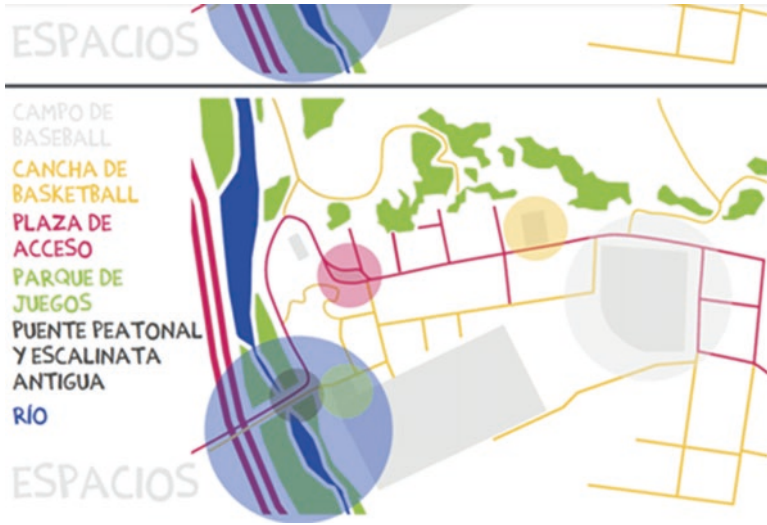 ESPACIOS
CAMPO DE
BASEBALL
CANCHA DE
BASKETBALL
PLAZA DE
ACCESO
PARQUE DE
JUEGOS
PUENTE PEATONAL
Y ESCALINATA
ANTIGUA
RÍO
ESPACIOS